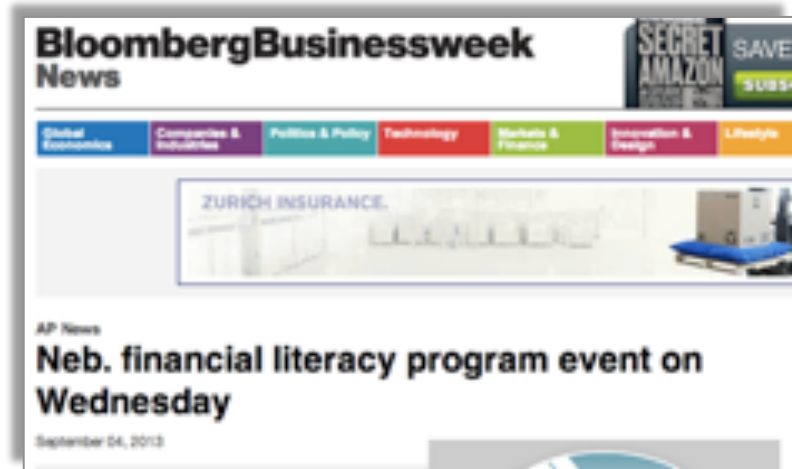 BloombergBusinessweek
News
SECRET
AMAZON
SAVE
SUBS
Global
Economics
Companies &
Industries
Politics & Policy
Technology
Markets &
Finance
Innovation &
Design
Lifestyle
ZURICH INSURANCE.
AP News
Neb. financial literacy program event on
Wednesday
September 04, 2013